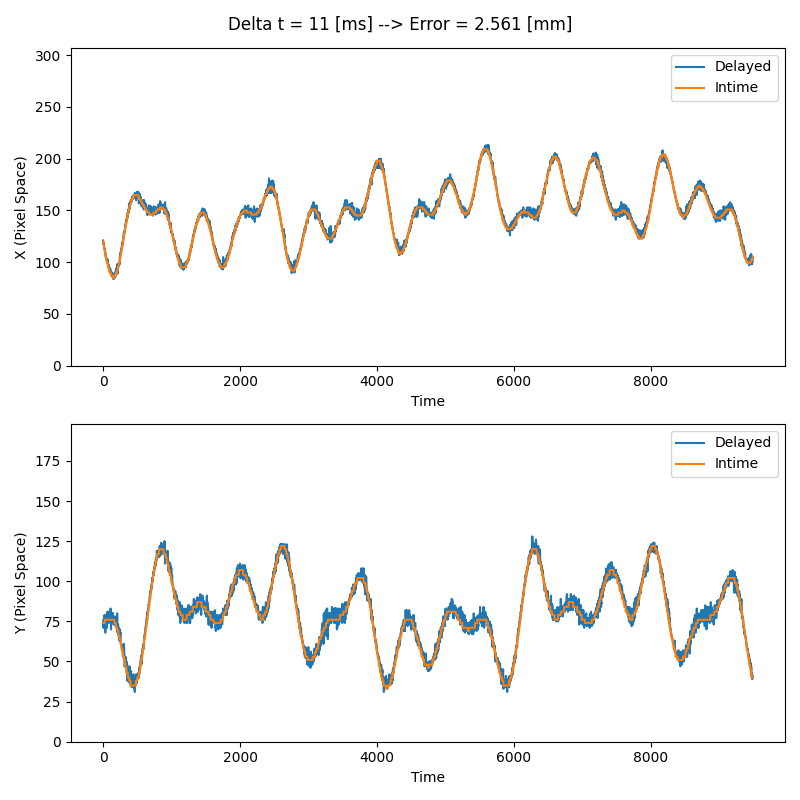 Delta t = 11 [ms] --> Error = 2.561 [mm]
300
250
200
150
100
50
0
X (Pixel Space)
Delayed
Intime
0 2000 4000 6000 8000
Time
175
150
125
100
75
50
25
0
Y (Pixel Space)
Delayed
Intime
0 2000 4000 6000 8000
Time